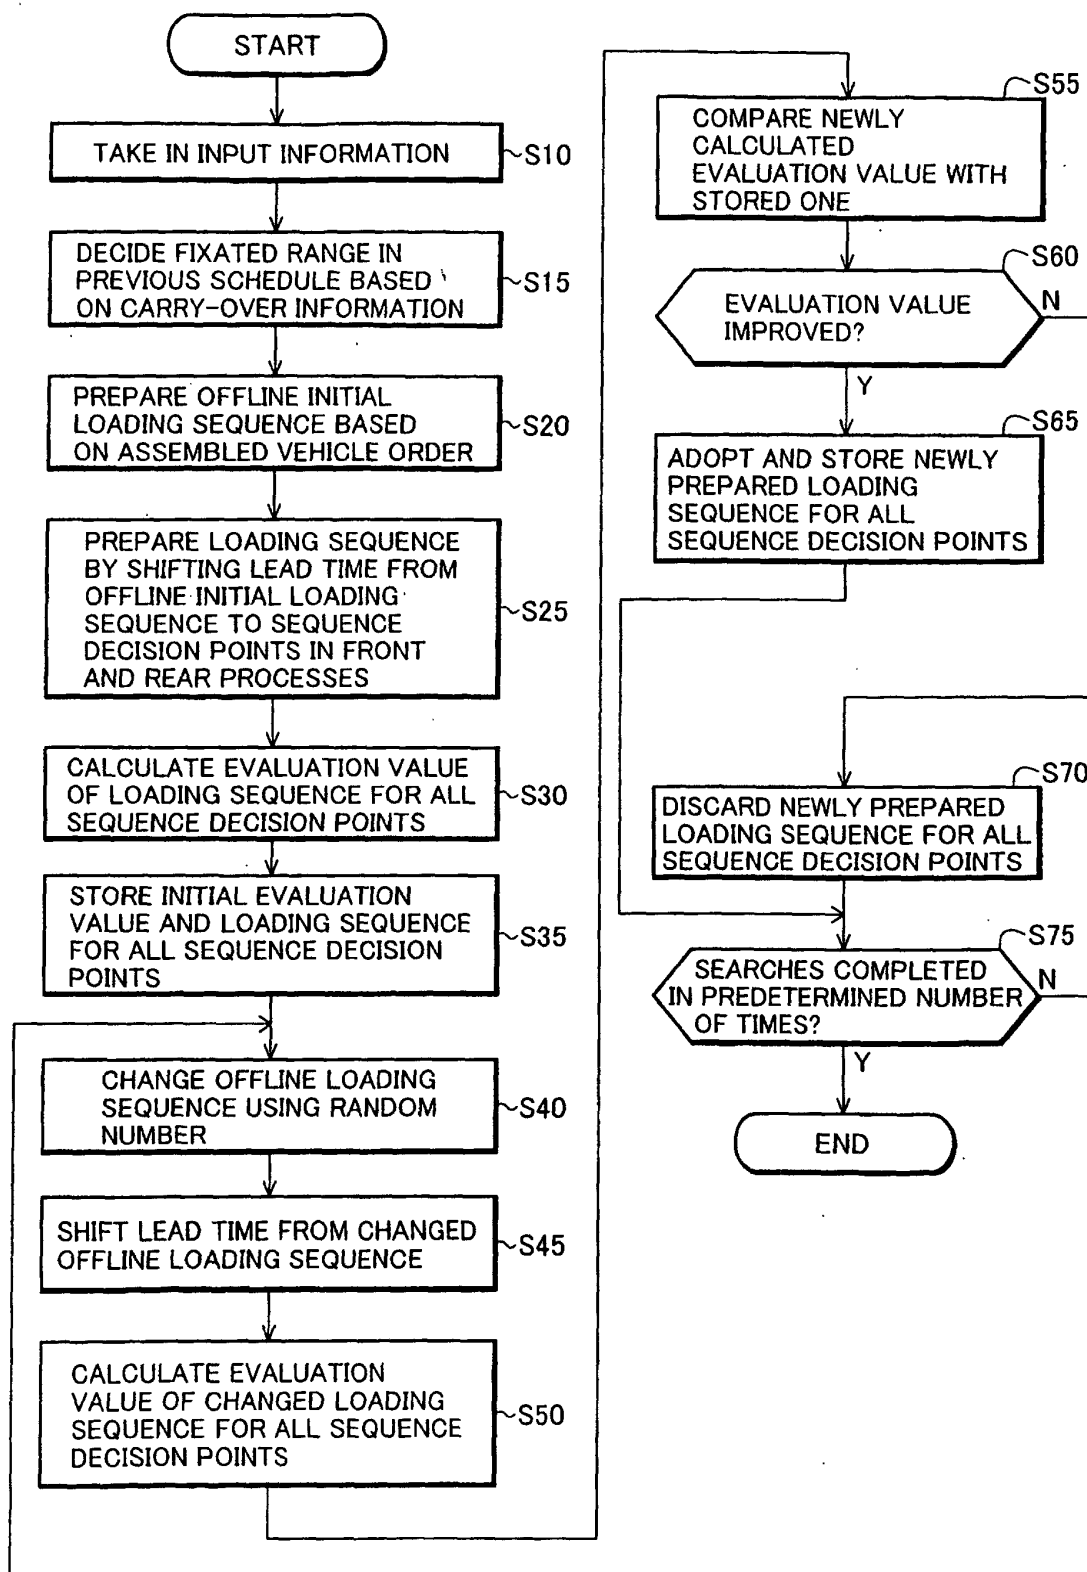 START
TAKE IN INPUT INFORMATION
S10
DECIDE FIXATED RANGE IN
PREVIOUS SCHEDULE BASED
ON CARRY-OVER INFORMATION
S15
PREPARE OFFLINE INITIAL
LOADING SEQUENCE BASED
ON ASSEMBLED VEHICLE ORDER
S20
PREPARE LOADING SEQUENCE
BY SHIFTING LEAD TIME FROM
OFFLINE INITIAL LOADING
SEQUENCE TO SEQUENCE
DECISION POINTS IN FRONT
AND REAR PROCESSES
S25
CALCULATE EVALUATION VALUE
OF LOADING SEQUENCE FOR ALL
SEQUENCE DECISION POINTS
S30
STORE INITIAL EVALUATION
VALUE AND LOADING SEQUENCE
FOR ALL SEQUENCE DECISION
POINTS
S35
CHANGE OFFLINE LOADING
SEQUENCE USING RANDOM
NUMBER
S40
SHIFT LEAD TIME FROM CHANGED
OFFLINE LOADING SEQUENCE
S45
CALCULATE EVALUATION
VALUE OF CHANGED LOADING
SEQUENCE FOR ALL SEQUENCE
DECISION POINTS
S50
S55
COMPARE NEWLY
CALCULATED
EVALUATION VALUE WITH
STORED ONE
S60
EVALUATION VALUE
IMPROVED?
N
Y
S65
ADOPT AND STORE NEWLY
PREPARED LOADING
SEQUENCE FOR ALL
SEQUENCE DECISION POINTS
S70
DISCARD NEWLY PREPARED
LOADING SEQUENCE FOR ALL
SEQUENCE DECISION POINTS
S75
SEARCHES COMPLETED
IN PREDETERMINED NUMBER
OF TIMES?
N
Y
END